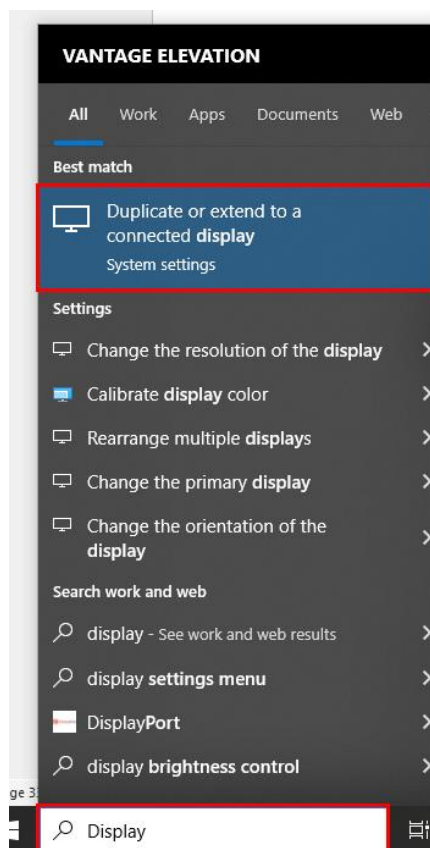 VANTAGE ELEVATION
All Work Apps Documents Web
Best match
Duplicate or extend to a
connected display
System settings
Settings
Change the resolution of the display
Calibrate display color
Rearrange multiple displays
Change the primary display
Change the orientation of the
display
Search work and web
display - See work and web results
display settings menu
DisplayPort
display brightness control
ge 3
Display